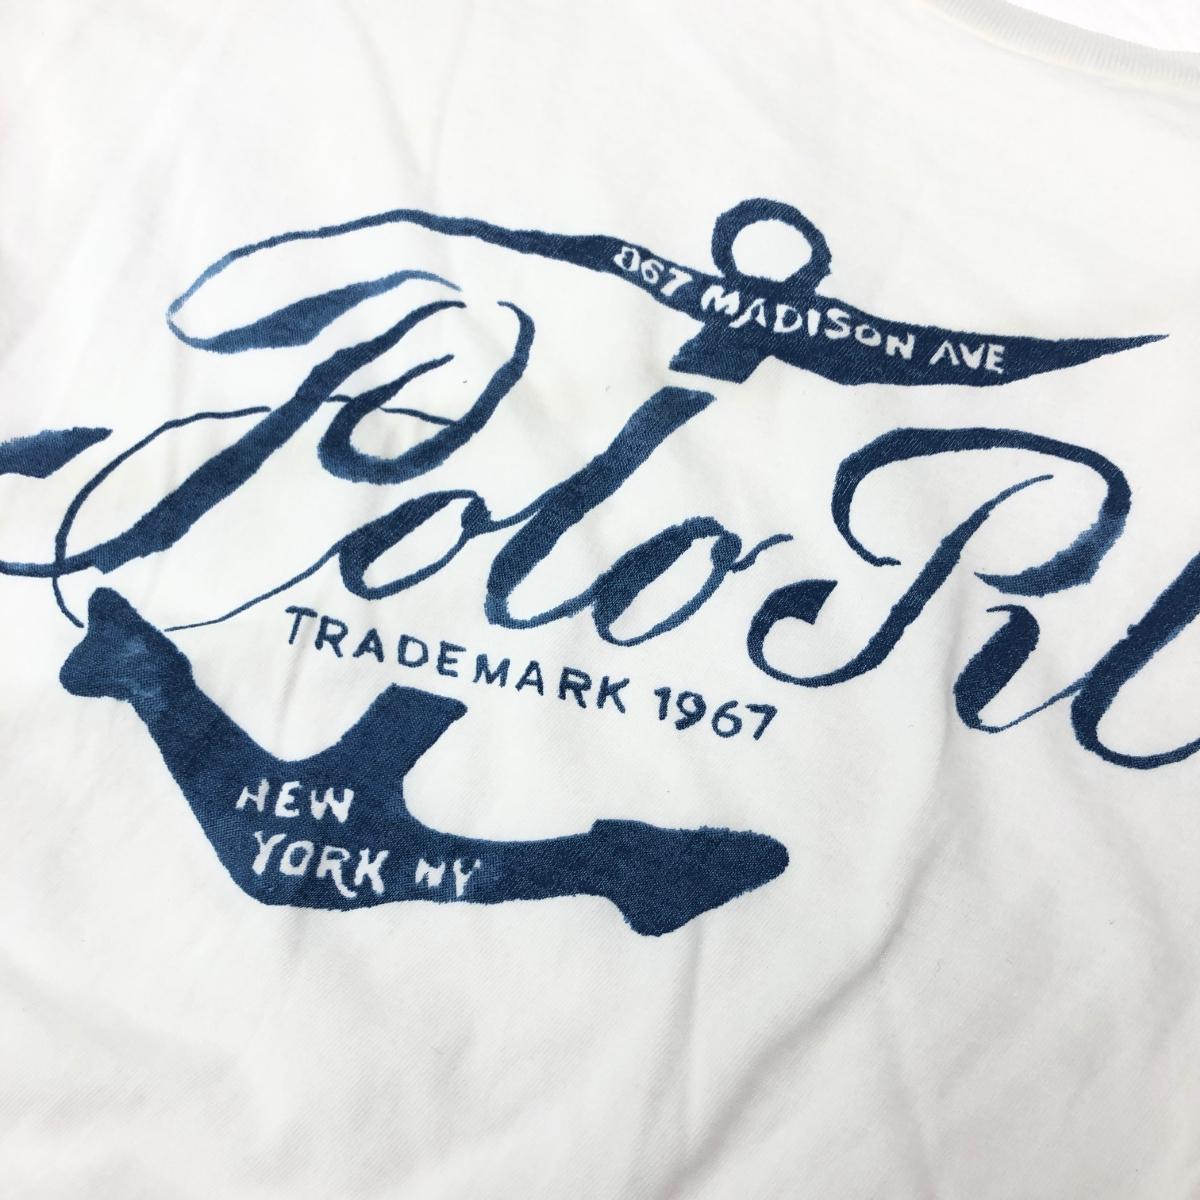 867 MADISON AVE
Polo Rl
TRADEMARK 1967
NEW
YORK NY